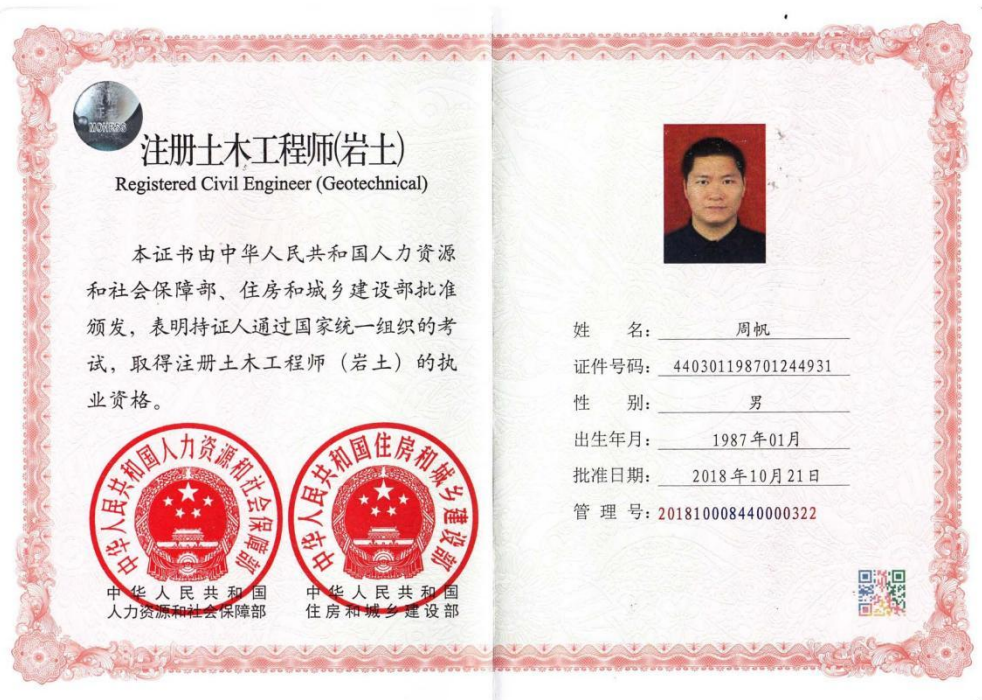 注册土木工程师(岩土)
Registered Civil Engineer (Geotechnical)
本证书由中华人民共和国人力资源
和社会保障部、住房和城乡建设部批准
颁发，表明持证人通过国家统一组织的考
试，取得注册土木工程师（岩土）的执
业资格。
中华人民共和国人力资源和社会保障部
中华人民共和国住房和城乡建设部
中华人民共和国
人力资源和社会保障部
中华人民共和国
住房和城乡建设部
姓 名： 周帆
证件号码： 440301198701244931
性 别： 男
出生年月： 1987年01月
批准日期： 2018年10月21日
管 理 号：201810008440000322